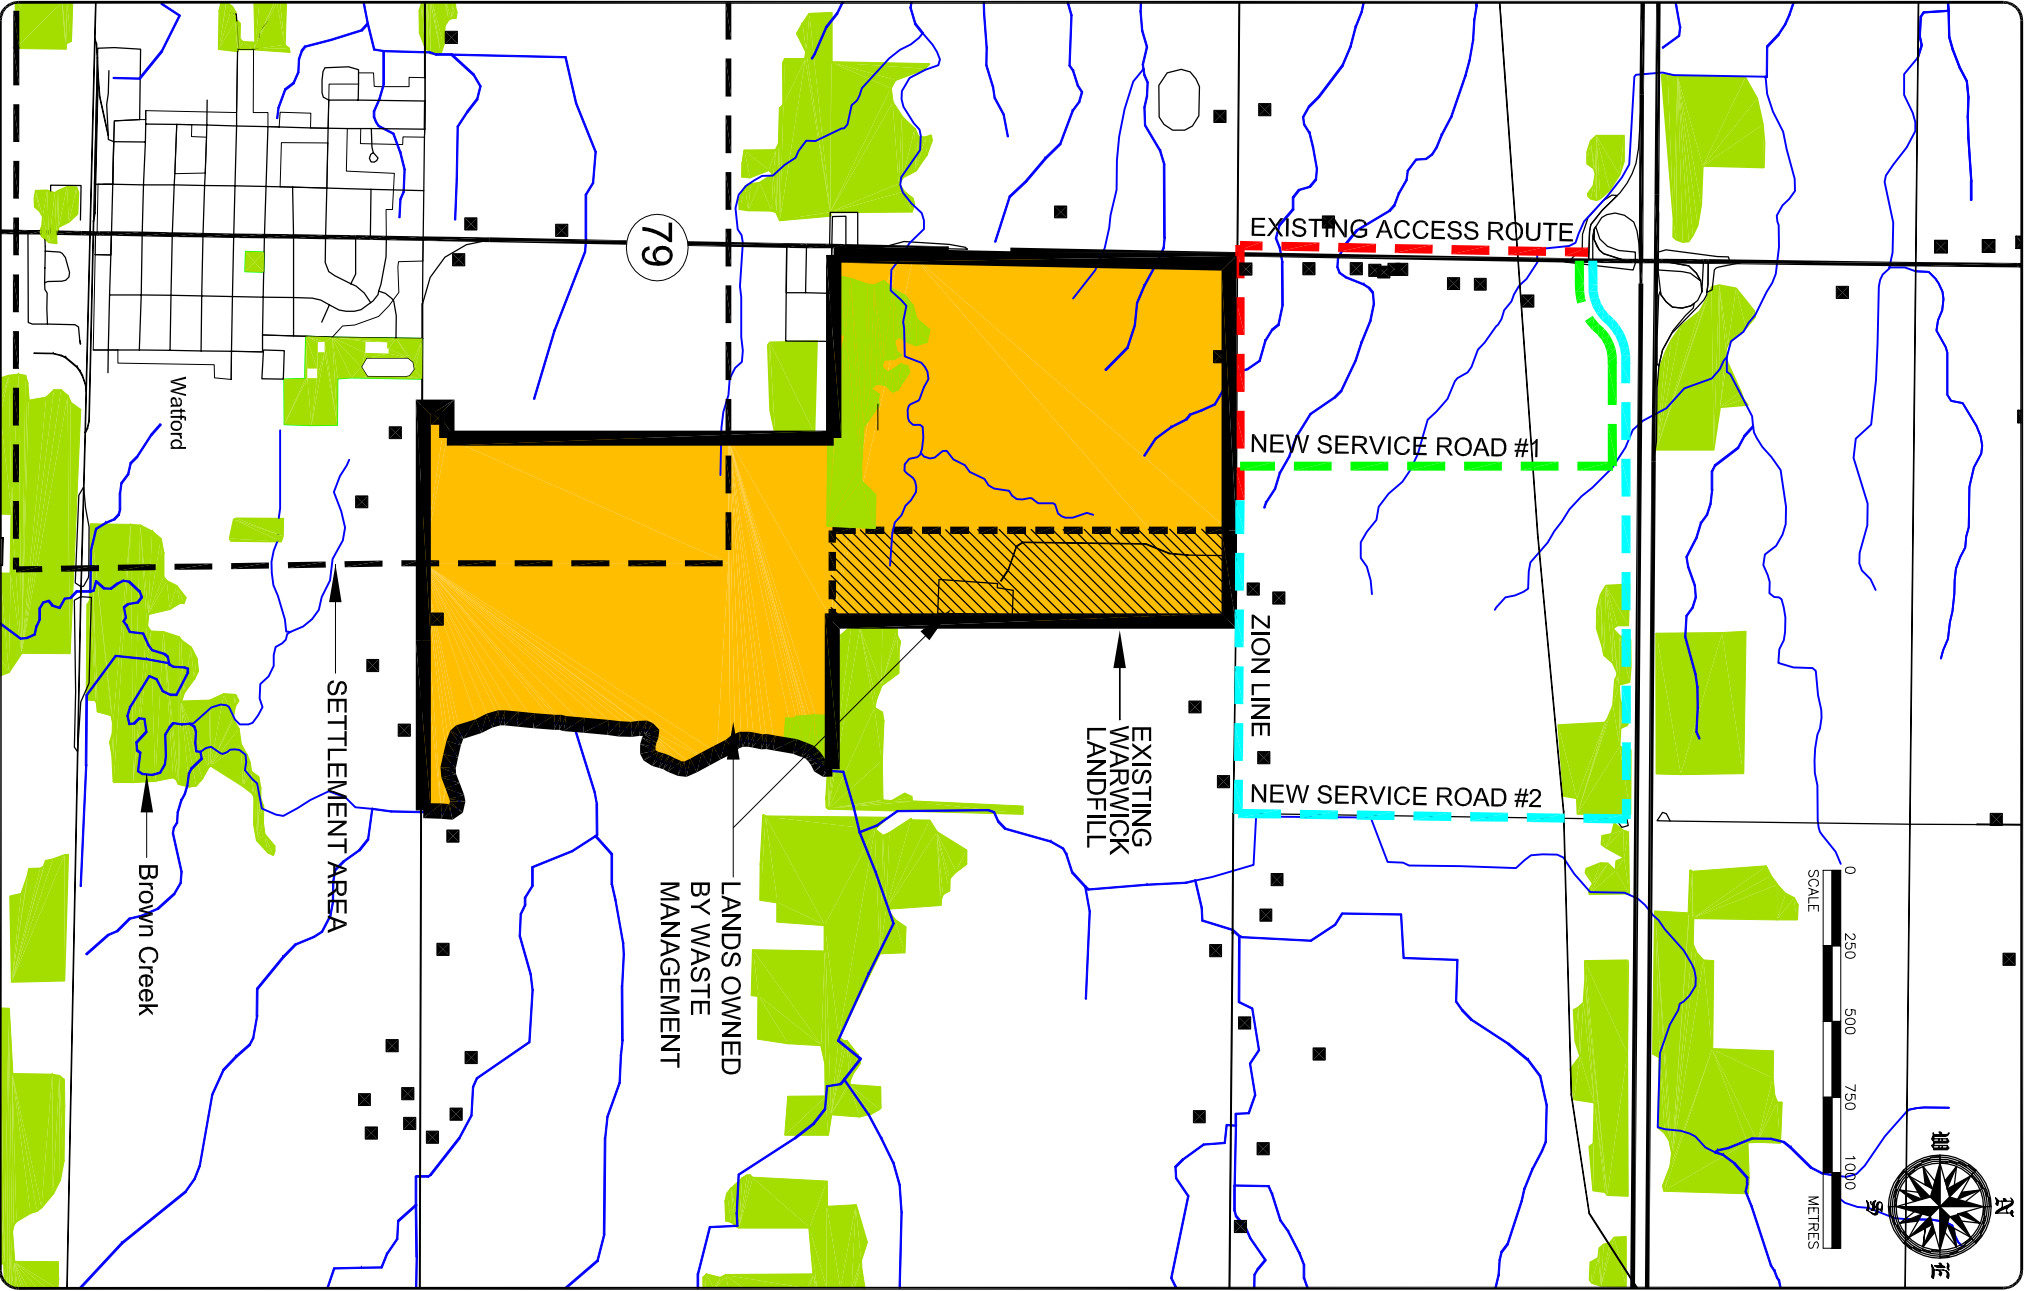 EXISTING ACCESS ROUTE
79
NEW SERVICE ROAD #1
Watford
ZION LINE
SETTLEMENT AREA
EXISTING
WARWICK
LANDFILL
NEW SERVICE ROAD #2
Brown Creek
LANDS OWNED
BY WASTE
MANAGEMENT
SCALE
0
250
500
750
1000
METRES
N
W
E
S